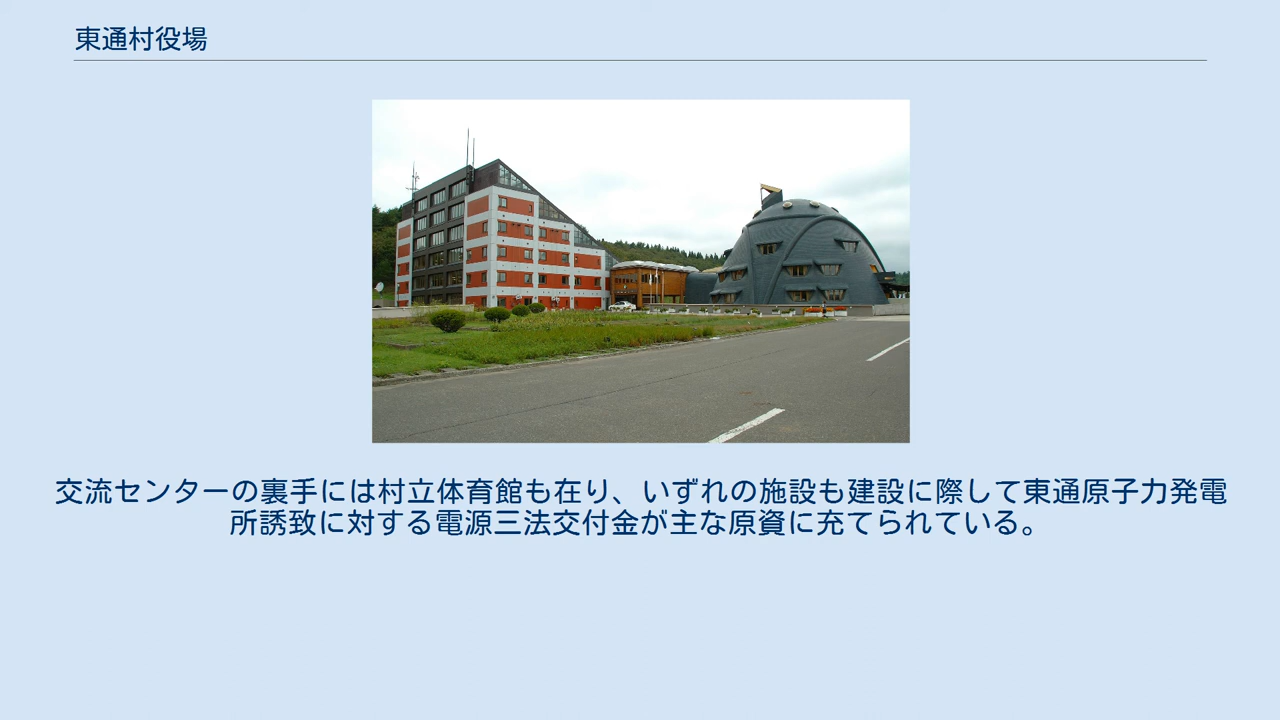 東通村役場
交流センターの裏手には村立体育館も在り、いずれの施設も建設に際して東通原子力発電
所誘致に対する電源三法交付金が主な原資に充てられている。